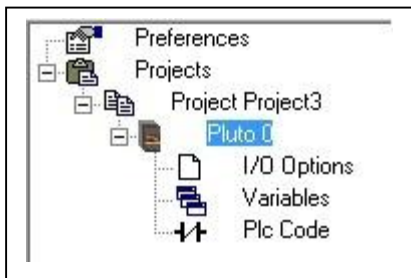 Preferences
Projects
Project Project3
Pluto 0
I/O Options
Variables
Plc Code